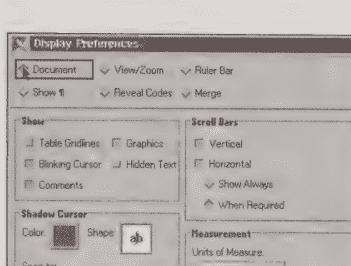 Display Preferences
Document View/Zoom Ruler Bar
Show ¶ Reveal Codes Merge
Show
Table Gridlines Graphics
Blinking Cursor Hidden Text
Comments
Scroll Bars
Vertical
Horizontal
Show Always
When Required
Shadow Cursor
Color: Shape: ab
Measurement
Units of Measure: